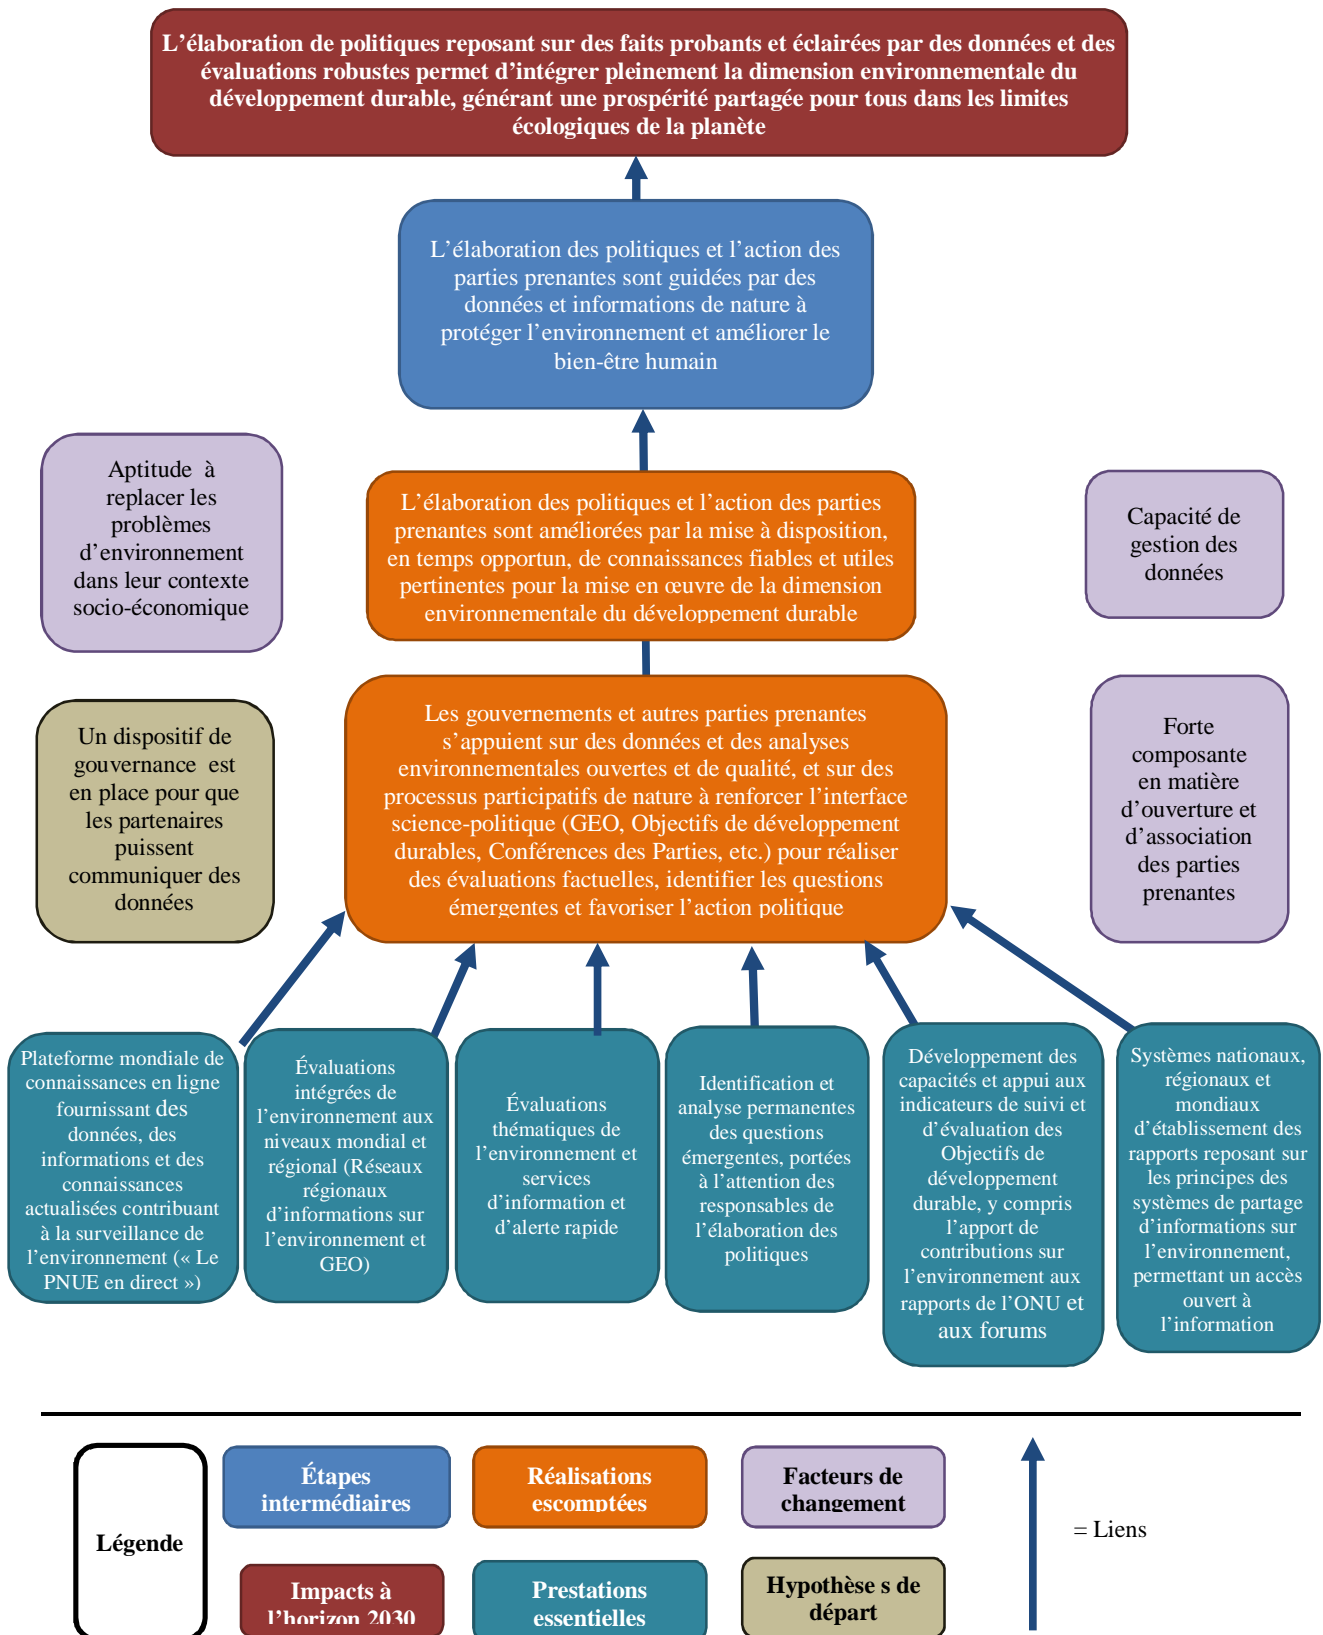 L’élaboration de politiques reposant sur des faits probants et éclairées par des données et des
évaluations robustes permet d’intégrer pleinement la dimension environnementale du
développement durable, générant une prospérité partagée pour tous dans les limites
écologiques de la planète
L’élaboration des politiques et l’action des
parties prenantes sont guidées par des
données et informations de nature à
protéger l’environnement et améliorer le
bien-être humain
Aptitude à
replacer les
problèmes
d’environnement
dans leur contexte
socio-économique
L’élaboration des politiques et l’action des parties
prenantes sont améliorées par la mise à disposition,
en temps opportun, de connaissances fiables et utiles
pertinentes pour la mise en œuvre de la dimension
environnementale du développement durable
Capacité de
gestion des
données
Un dispositif de
gouvernance est
en place pour que
les partenaires
puissent
communiquer des
données
Les gouvernements et autres parties prenantes
s’appuient sur des données et des analyses
environnementales ouvertes et de qualité, et sur des
processus participatifs de nature à renforcer l’interface
science-politique (GEO, Objectifs de développement
durables, Conférences des Parties, etc.) pour réaliser
des évaluations factuelles, identifier les questions
émergentes et favoriser l’action politique
Forte
composante
en matière
d’ouverture et
d’association
des parties
prenantes
Plateforme mondiale de
connaissances en ligne
fournissant des
données, des
informations et des
connaissances
actualisées contribuant
à la surveillance de
l’environnement (« Le
PNUE en direct »)
Évaluations
intégrées de
l’environnement aux
niveaux mondial et
régional (Réseaux
régionaux
d’informations sur
l’environnement et
GEO)
Évaluations
thématiques de
l’environnement et
services
d’information et
d’alerte rapide
Identification et
analyse permanentes
des questions
émergentes, portées
à l’attention des
responsables de
l’élaboration des
politiques
Développement des
capacités et appui aux
indicateurs de suivi et
d’évaluation des
Objectifs de
développement
durable, y compris
l’apport de
contributions sur
l’environnement aux
rapports de l’ONU et
aux forums
Systèmes nationaux,
régionaux et
mondiaux
d’établissement des
rapports reposant sur
les principes des
systèmes de partage
d’informations sur
l’environnement,
permettant un accès
ouvert à
l’information
Légende
Étapes
intermédiaires
Réalisations
escomptées
Facteurs de
changement
= Liens
Impacts à
l’horizon 2030
Prestations
essentielles
Hypothèse s de
départ